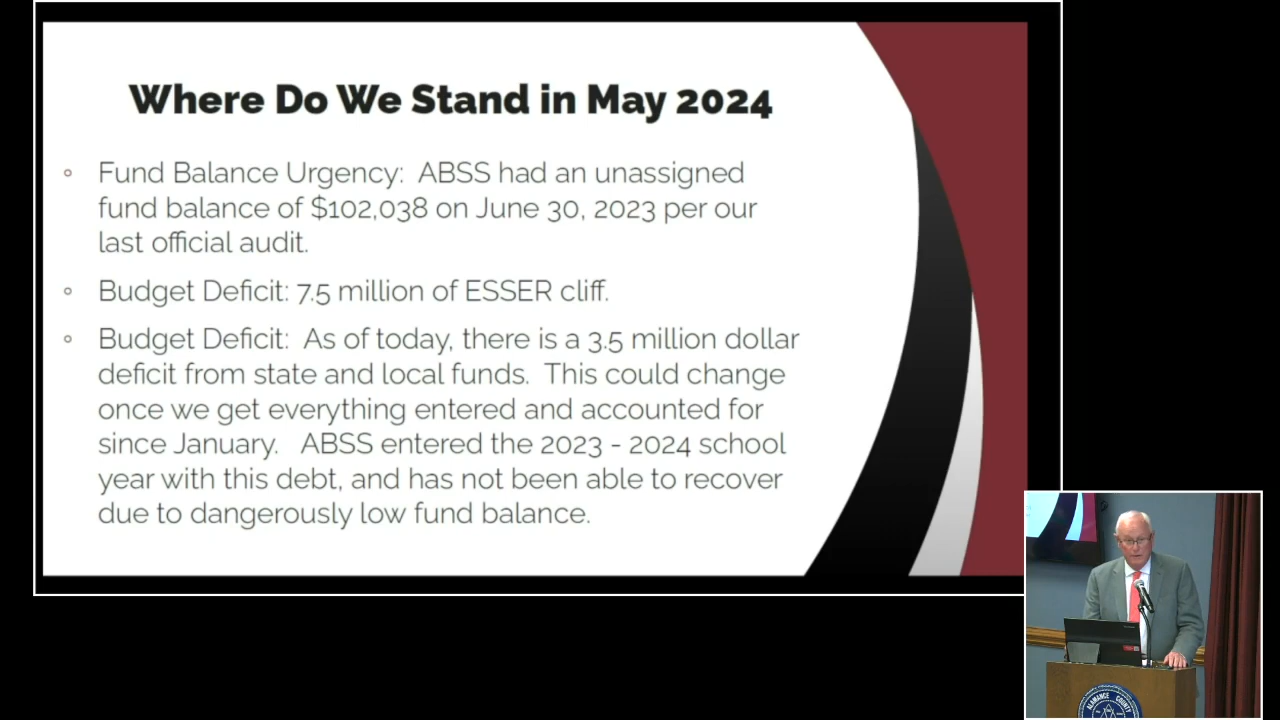 Where Do We Stand in May 2024
◦ Fund Balance Urgency:  ABSS had an unassigned
fund balance of $102,038 on June 30, 2023 per our
last official audit.
◦ Budget Deficit: 7.5 million of ESSER cliff.
◦ Budget Deficit:  As of today, there is a 3.5 million dollar
deficit from state and local funds.  This could change
once we get everything entered and accounted for
since January.   ABSS entered the 2023 - 2024 school
year with this debt, and has not been able to recover
due to dangerously low fund balance.
ALAMANCE COUNTY